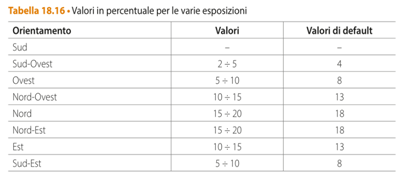 Tabella 18.16 • Valori in percentuale per le varie esposizioni
Orientamento Valori Valori di default
Sud – –
Sud-Ovest 2 ÷ 5 4
Ovest 5 ÷ 10 8
Nord-Ovest 10 ÷ 15 13
Nord 15 ÷ 20 18
Nord-Est 15 ÷ 20 18
Est 10 ÷ 15 13
Sud-Est 5 ÷ 10 8